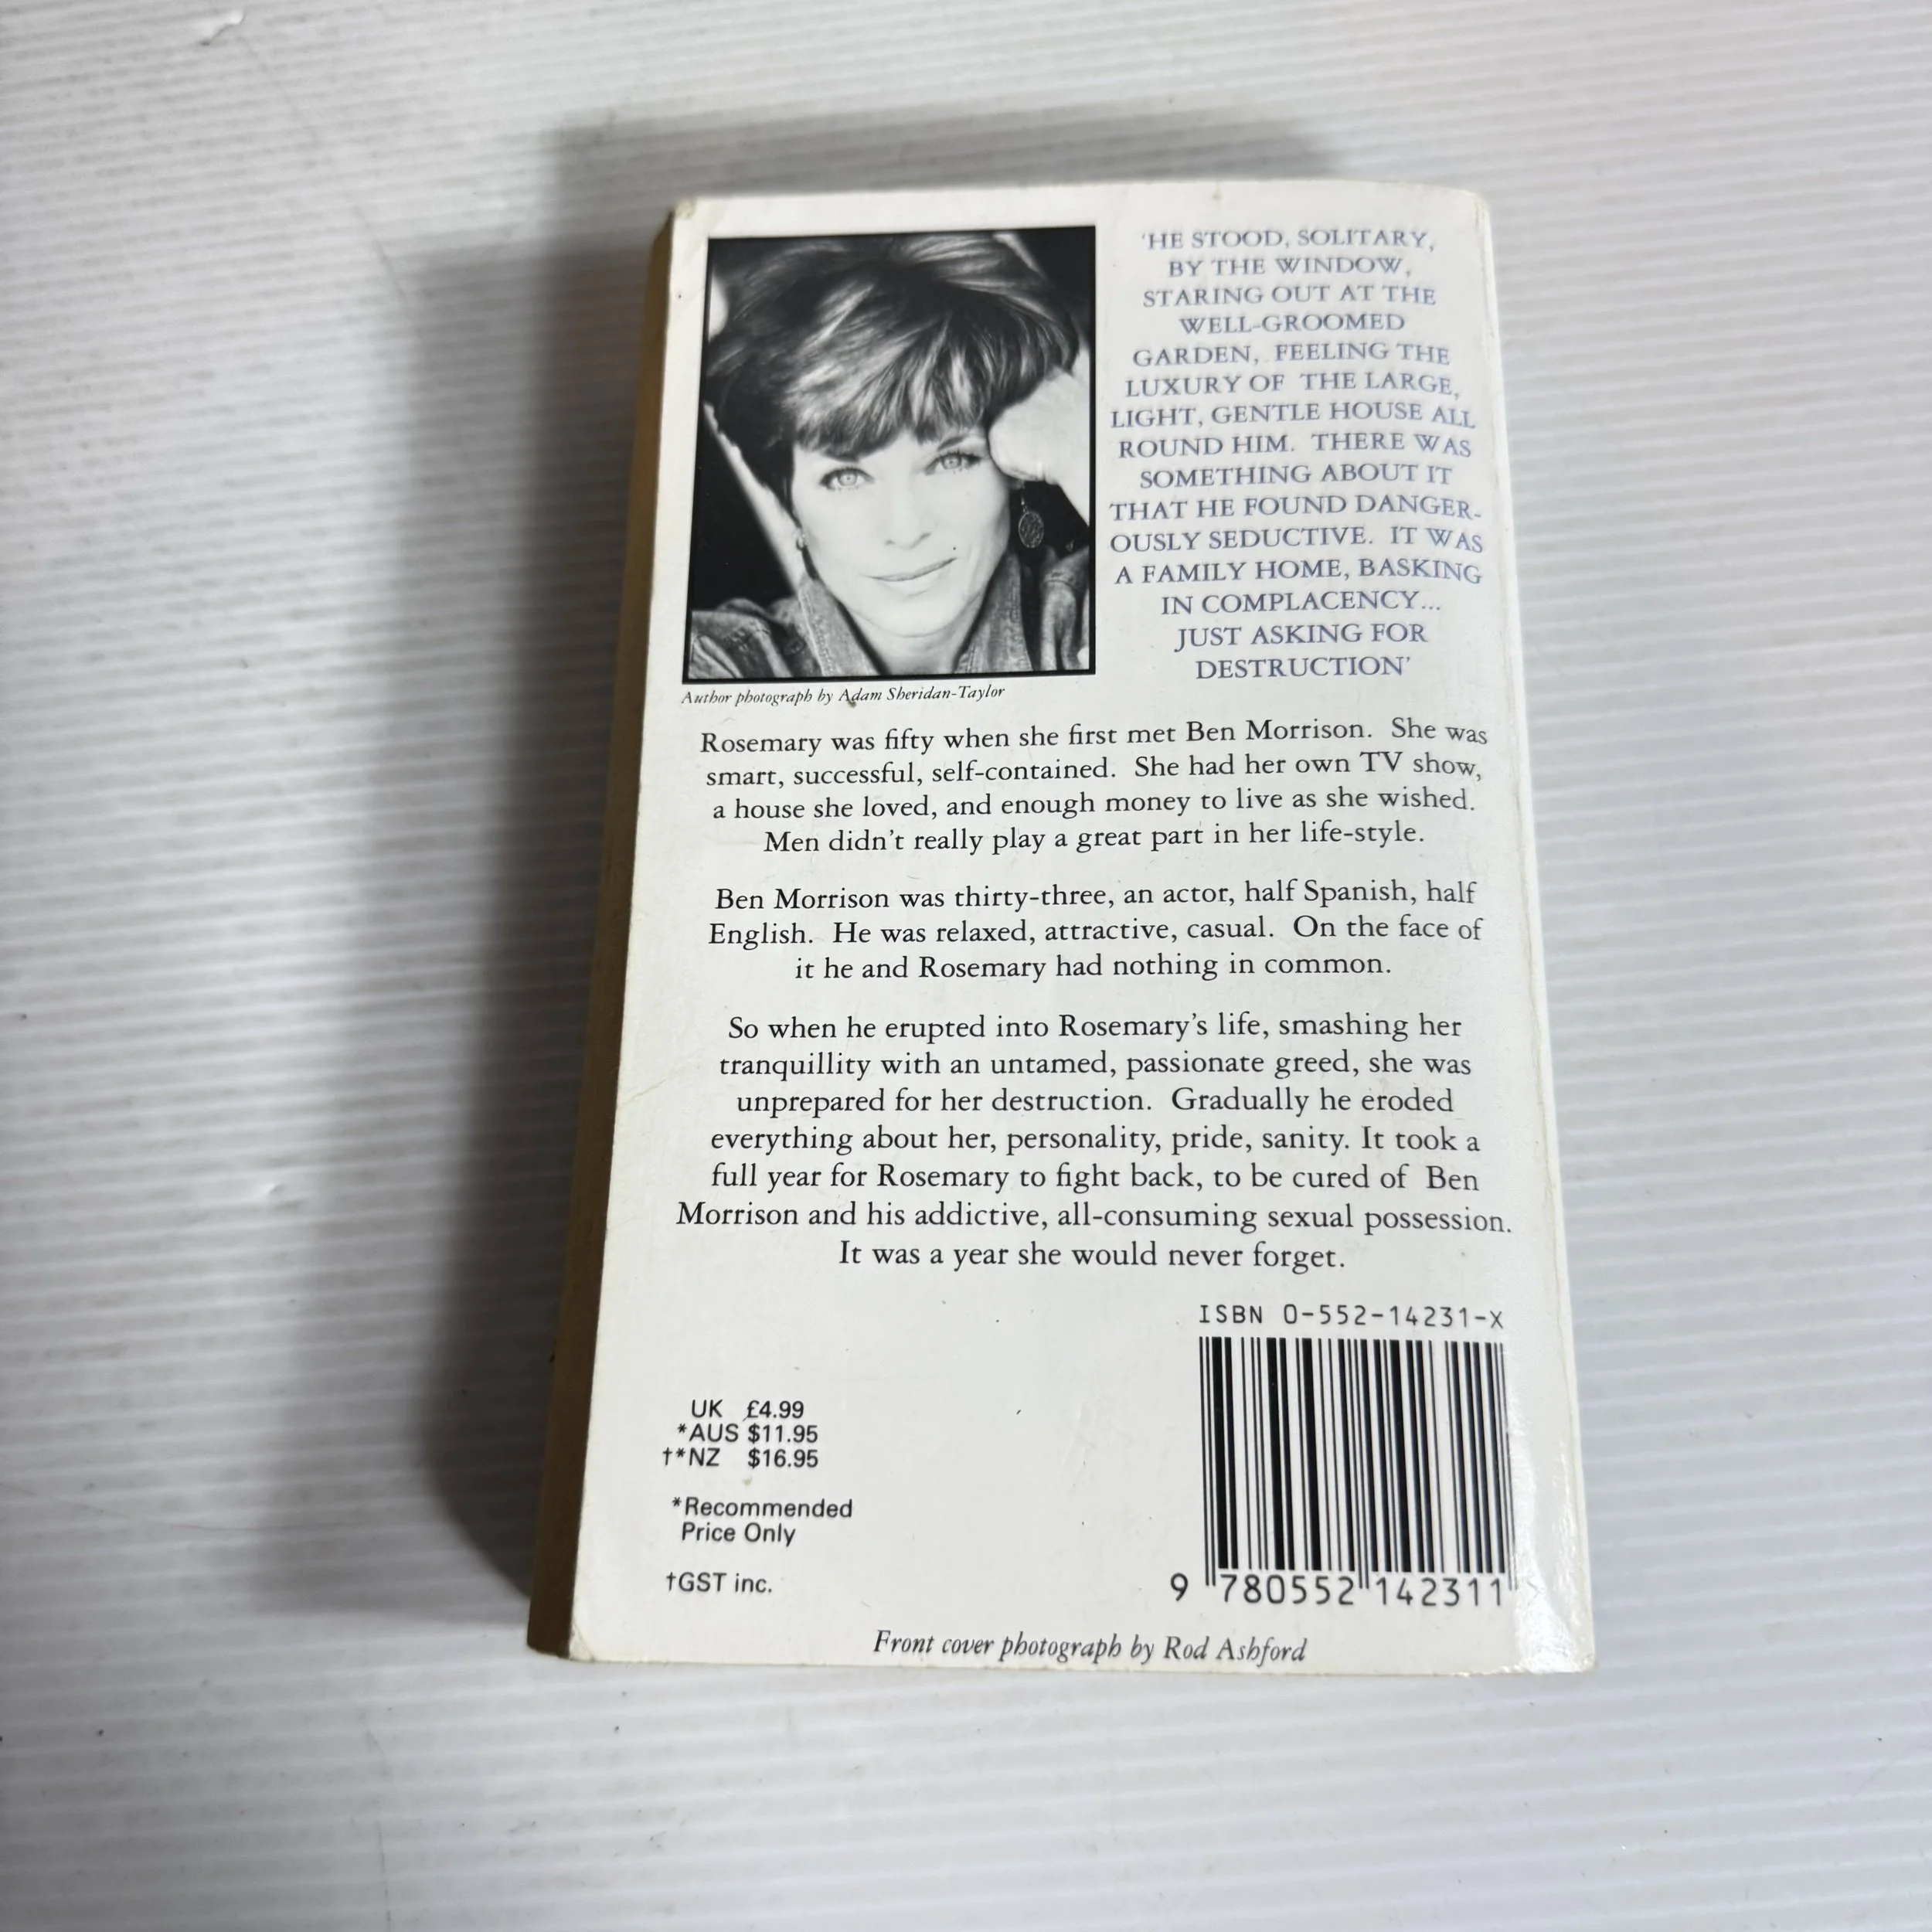 'HE STOOD, SOLITARY,
BY THE WINDOW,
STARING OUT AT THE
WELL-GROOMED
GARDEN, FEELING THE
LUXURY OF THE LARGE,
LIGHT, GENTLE HOUSE ALL
ROUND HIM. THERE WAS
SOMETHING ABOUT IT
THAT HE FOUND DANGER-
OUSLY SEDUCTIVE. IT WAS
A FAMILY HOME, BASKING
IN COMPLACENCY...
JUST ASKING FOR
DESTRUCTION'
Author photograph by Adam Sheridan-Taylor
Rosemary was fifty when she first met Ben Morrison. She was
smart, successful, self-contained. She had her own TV show,
a house she loved, and enough money to live as she wished.
Men didn't really play a great part in her life-style.
Ben Morrison was thirty-three, an actor, half Spanish, half
English. He was relaxed, attractive, casual. On the face of
it he and Rosemary had nothing in common.
So when he erupted into Rosemary's life, smashing her
tranquillity with an untamed, passionate greed, she was
unprepared for her destruction. Gradually he eroded
everything about her, personality, pride, sanity. It took a
full year for Rosemary to fight back, to be cured of Ben
Morrison and his addictive, all-consuming sexual possession.
It was a year she would never forget.
ISBN 0-552-14231-X
UK £4.99
*AUS $11.95
†*NZ $16.95
*Recommended
Price Only
†GST inc.
9 780552 142311
Front cover photograph by Rod Ashford